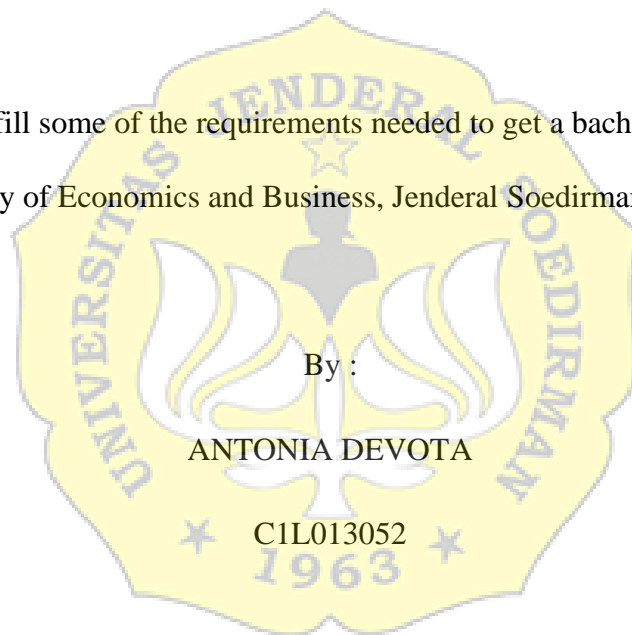 fill some of the requirements needed to get a bach
y of Economics and Business, Jenderal Soedirma
By :
ANTONIA DEVOTA
C1L013052
UNIVERSITAS JENDERAL SOEDIRMAN
1963